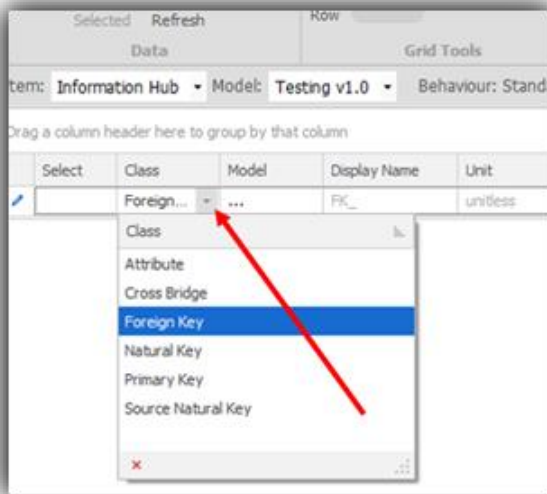 Selected Refresh Row
Data Grid Tools
tem: Information Hub Model: Testing v1.0 Behaviour: Stand
Drag a column header here to group by that column
Select Class Model Display Name Unit
Foreign... ... FK_ unitless
Class
Attribute
Cross Bridge
Foreign Key
Natural Key
Primary Key
Source Natural Key